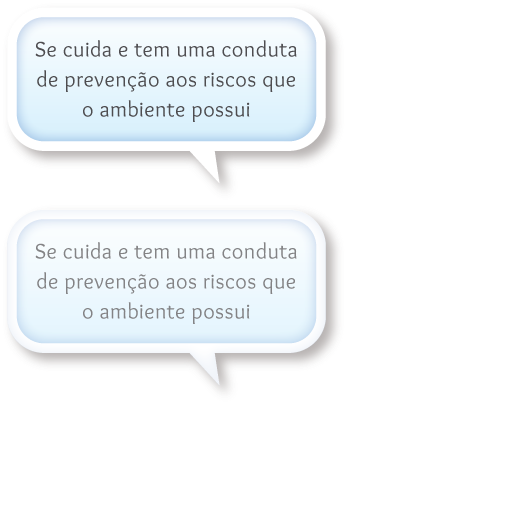 Se cuida e tem uma conduta
de prevenção aos riscos que
o ambiente possui
Se cuida e tem uma conduta
de prevenção aos riscos que
o ambiente possui